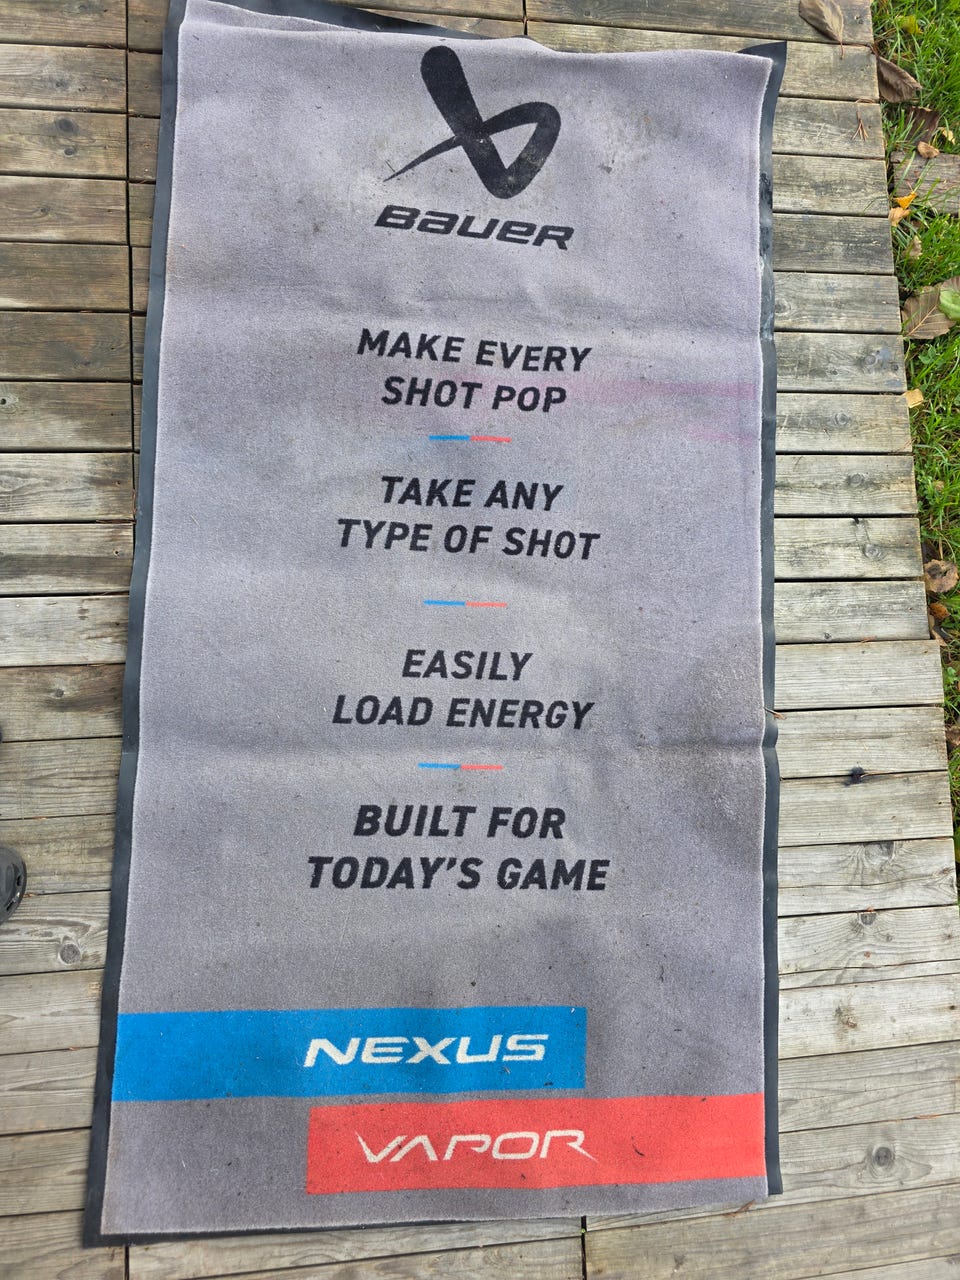 BAUER
MAKE EVERY
SHOT POP
TAKE ANY
TYPE OF SHOT
EASILY
LOAD ENERGY
BUILT FOR
TODAY'S GAME
NEXUS
VAPOR